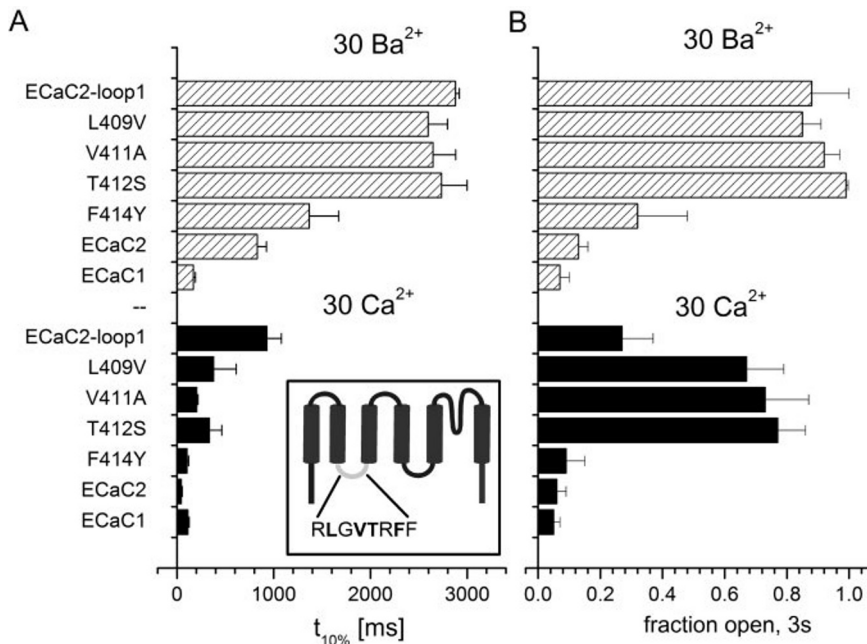 A
30 Ba²⁺
ECaC2-loop1
L409V
V411A
T412S
F414Y
ECaC2
ECaC1
--
30 Ca²⁺
ECaC2-loop1
L409V
V411A
T412S
F414Y
ECaC2
ECaC1
RLGVTRFF
0 1000 2000 3000
t10% [ms]
B
30 Ba²⁺
30 Ca²⁺
0.0 0.2 0.4 0.6 0.8 1.0
fraction open, 3s